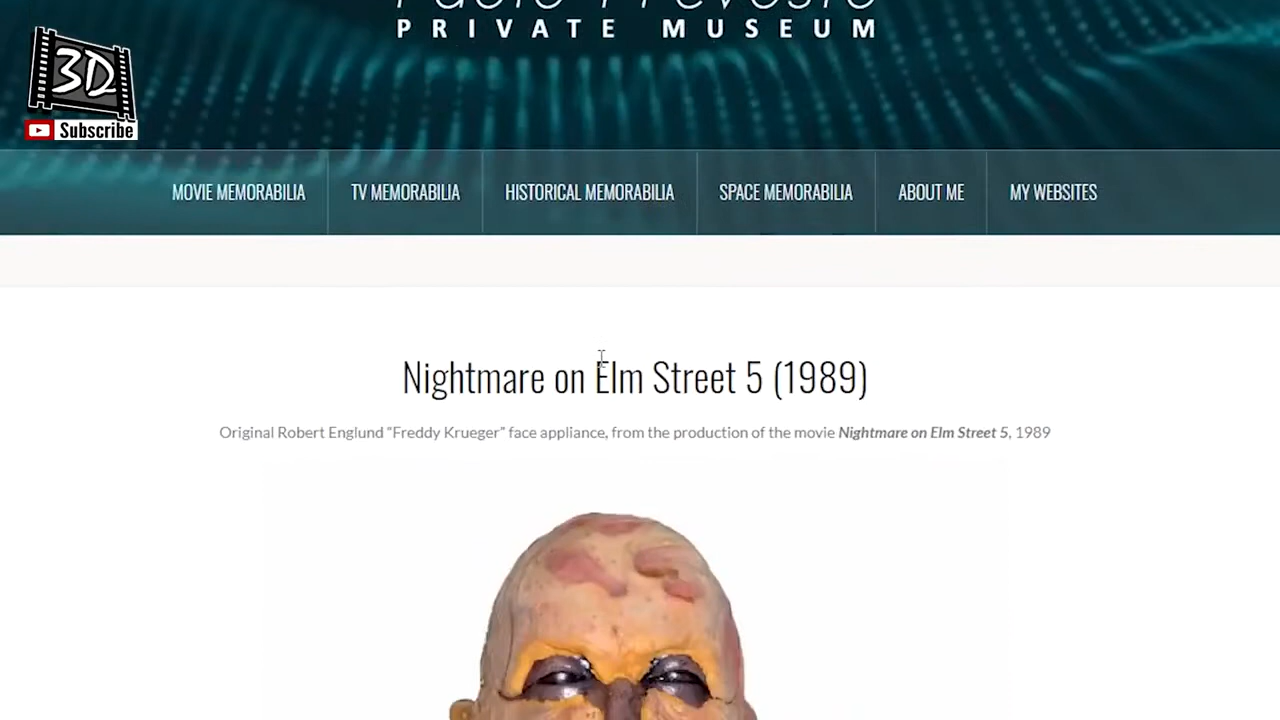 PRIVATE MUSEUM
3D
Subscribe
MOVIE MEMORABILIA TV MEMORABILIA HISTORICAL MEMORABILIA SPACE MEMORABILIA ABOUT ME MY WEBSITES
Nightmare on Elm Street 5 (1989)
Original Robert Englund "Freddy Krueger" face appliance, from the production of the movie Nightmare on Elm Street 5, 1989